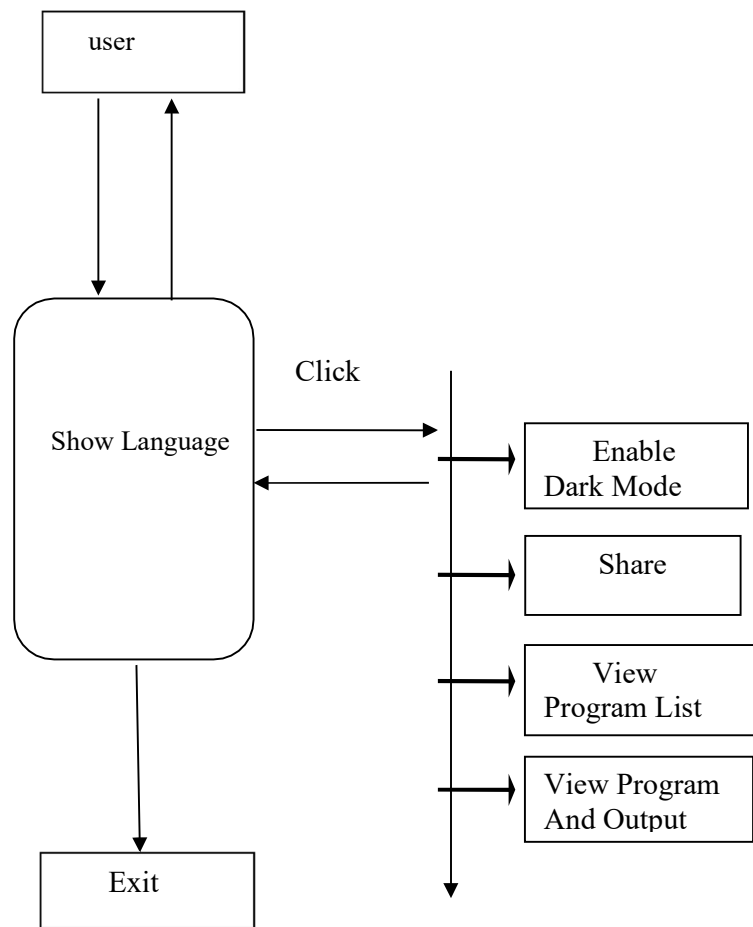 user
Click
Show Language
Enable
Dark Mode
Share
View
Program List
View Program
And Output
Exit